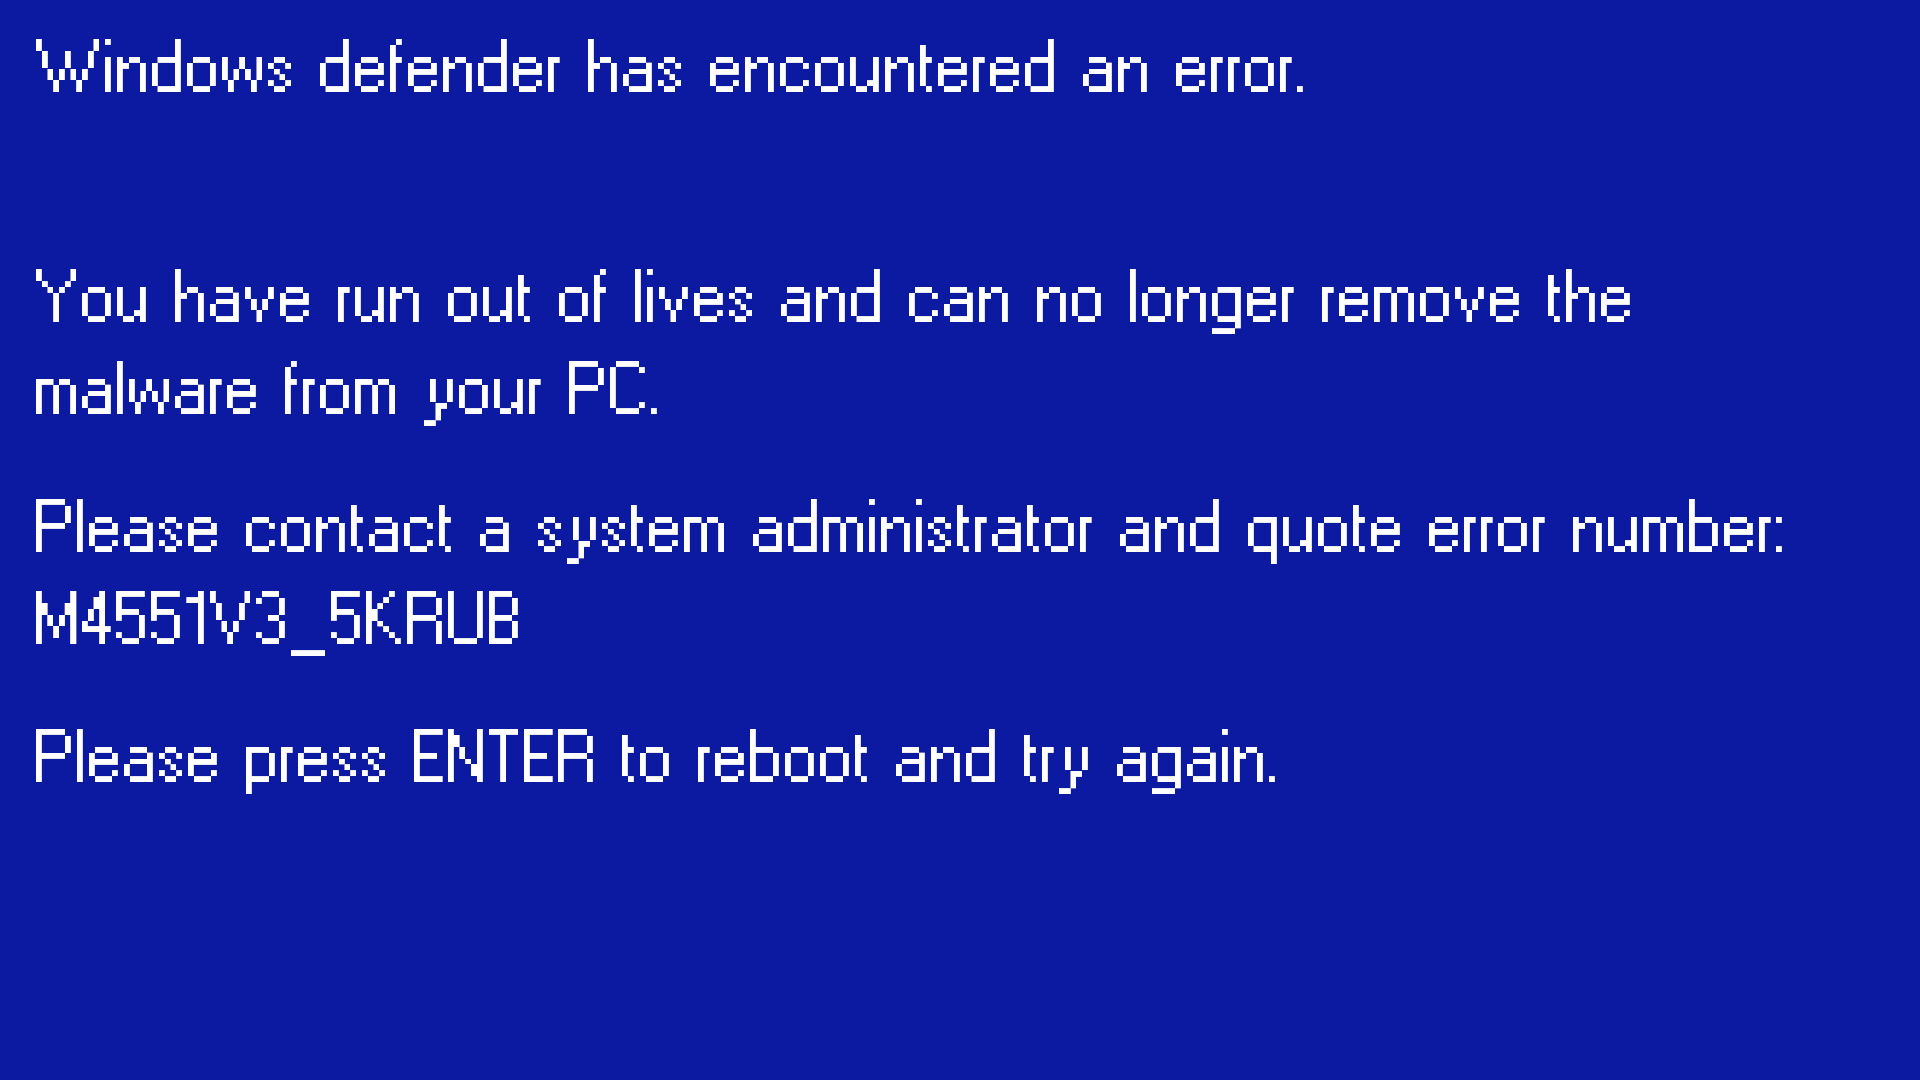 Windows defender has encountered an error.
You have run out of lives and can no longer remove the
malware from your PC.
Please contact a system administrator and quote error number:
M4551V3_5KRUB
Please press ENTER to reboot and try again.